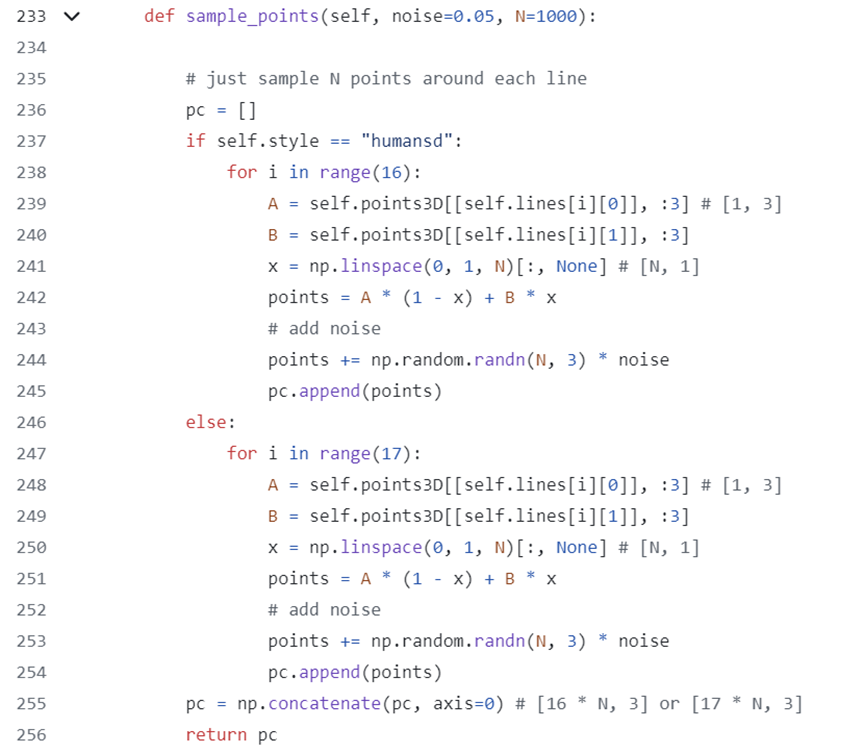 233        def sample_points(self, noise=0.05, N=1000):
234
235            # just sample N points around each line
236            pc = []
237            if self.style == "humansd":
238                for i in range(16):
239                    A = self.points3D[[self.lines[i][0]], :3] # [1, 3]
240                    B = self.points3D[[self.lines[i][1]], :3]
241                    x = np.linspace(0, 1, N)[:, None] # [N, 1]
242                    points = A * (1 - x) + B * x
243                    # add noise
244                    points += np.random.randn(N, 3) * noise
245                    pc.append(points)
246            else:
247                for i in range(17):
248                    A = self.points3D[[self.lines[i][0]], :3] # [1, 3]
249                    B = self.points3D[[self.lines[i][1]], :3]
250                    x = np.linspace(0, 1, N)[:, None] # [N, 1]
251                    points = A * (1 - x) + B * x
252                    # add noise
253                    points += np.random.randn(N, 3) * noise
254                    pc.append(points)
255            pc = np.concatenate(pc, axis=0) # [16 * N, 3] or [17 * N, 3]
256            return pc